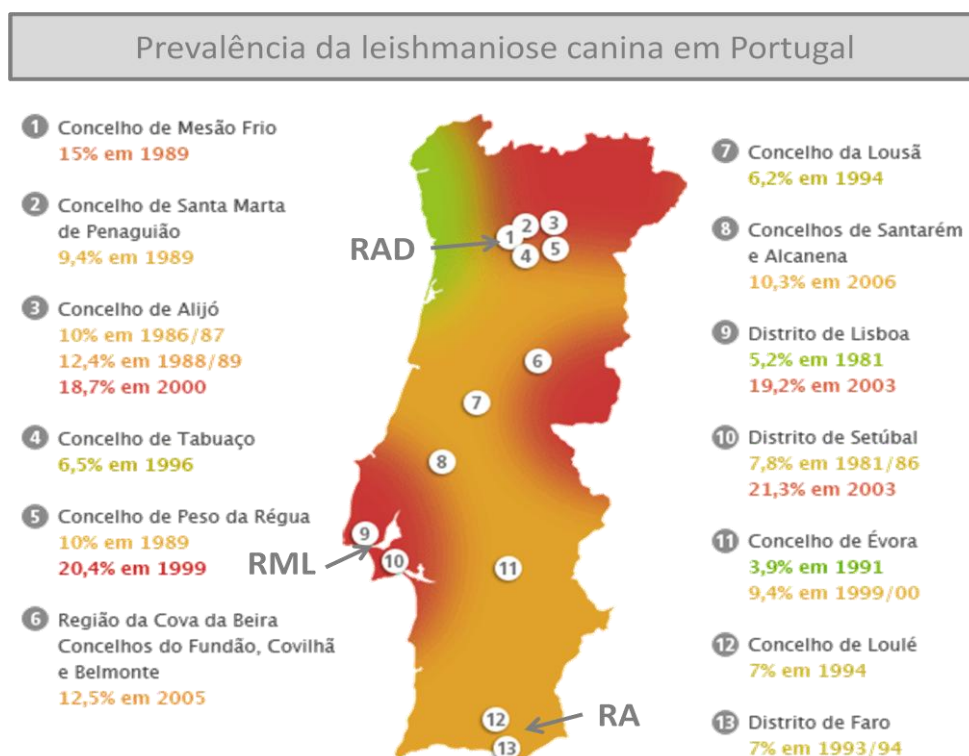 Prevalência da leishmaniose canina em Portugal
1 Concelho de Mesão Frio
15% em 1989
2 Concelho de Santa Marta
de Penaguião
9,4% em 1989
3 Concelho de Alijó
10% em 1986/87
12,4% em 1988/89
18,7% em 2000
4 Concelho de Tabuaço
6,5% em 1996
5 Concelho de Peso da Régua
10% em 1989
20,4% em 1999
6 Região da Cova da Beira
Concelhos do Fundão, Covilhã
e Belmonte
12,5% em 2005
RAD
1
2
3
4
5
6
7
8
9
10
RML
11
12
RA
13
7 Concelho da Lousã
6,2% em 1994
8 Concelhos de Santarém
e Alcanena
10,3% em 2006
9 Distrito de Lisboa
5,2% em 1981
19,2% em 2003
10 Distrito de Setúbal
7,8% em 1981/86
21,3% em 2003
11 Concelho de Évora
3,9% em 1991
9,4% em 1999/00
12 Concelho de Loulé
7% em 1994
13 Distrito de Faro
7% em 1993/94